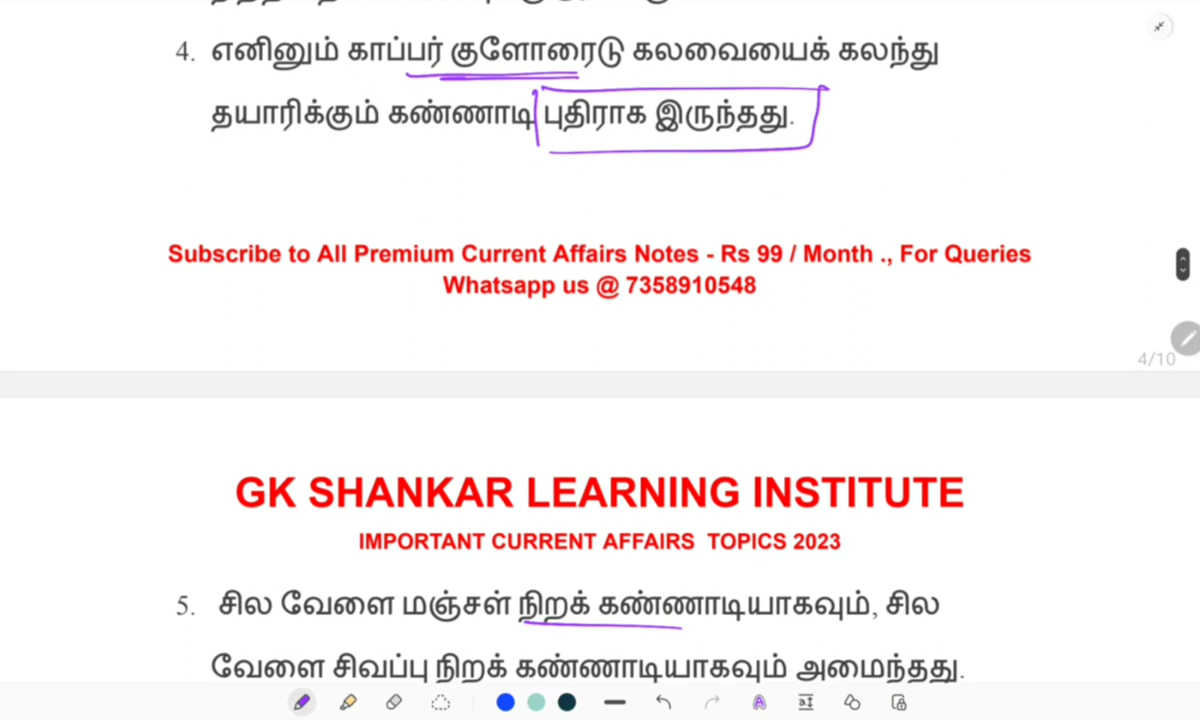 4. எனினும் காப்பர் குளோரைடு கலவையைக் கலந்து
தயாரிக்கும் கண்ணாடி புதிராக இருந்தது.
Subscribe to All Premium Current Affairs Notes - Rs 99 / Month ., For Queries
Whatsapp us @ 7358910548
4/10
GK SHANKAR LEARNING INSTITUTE
IMPORTANT CURRENT AFFAIRS TOPICS 2023
5. சில வேளை மஞ்சள் நிறக் கண்ணாடியாகவும், சில
வேளை சிவப்பு நிறக் கண்ணாடியாகவும் அமைந்தது.